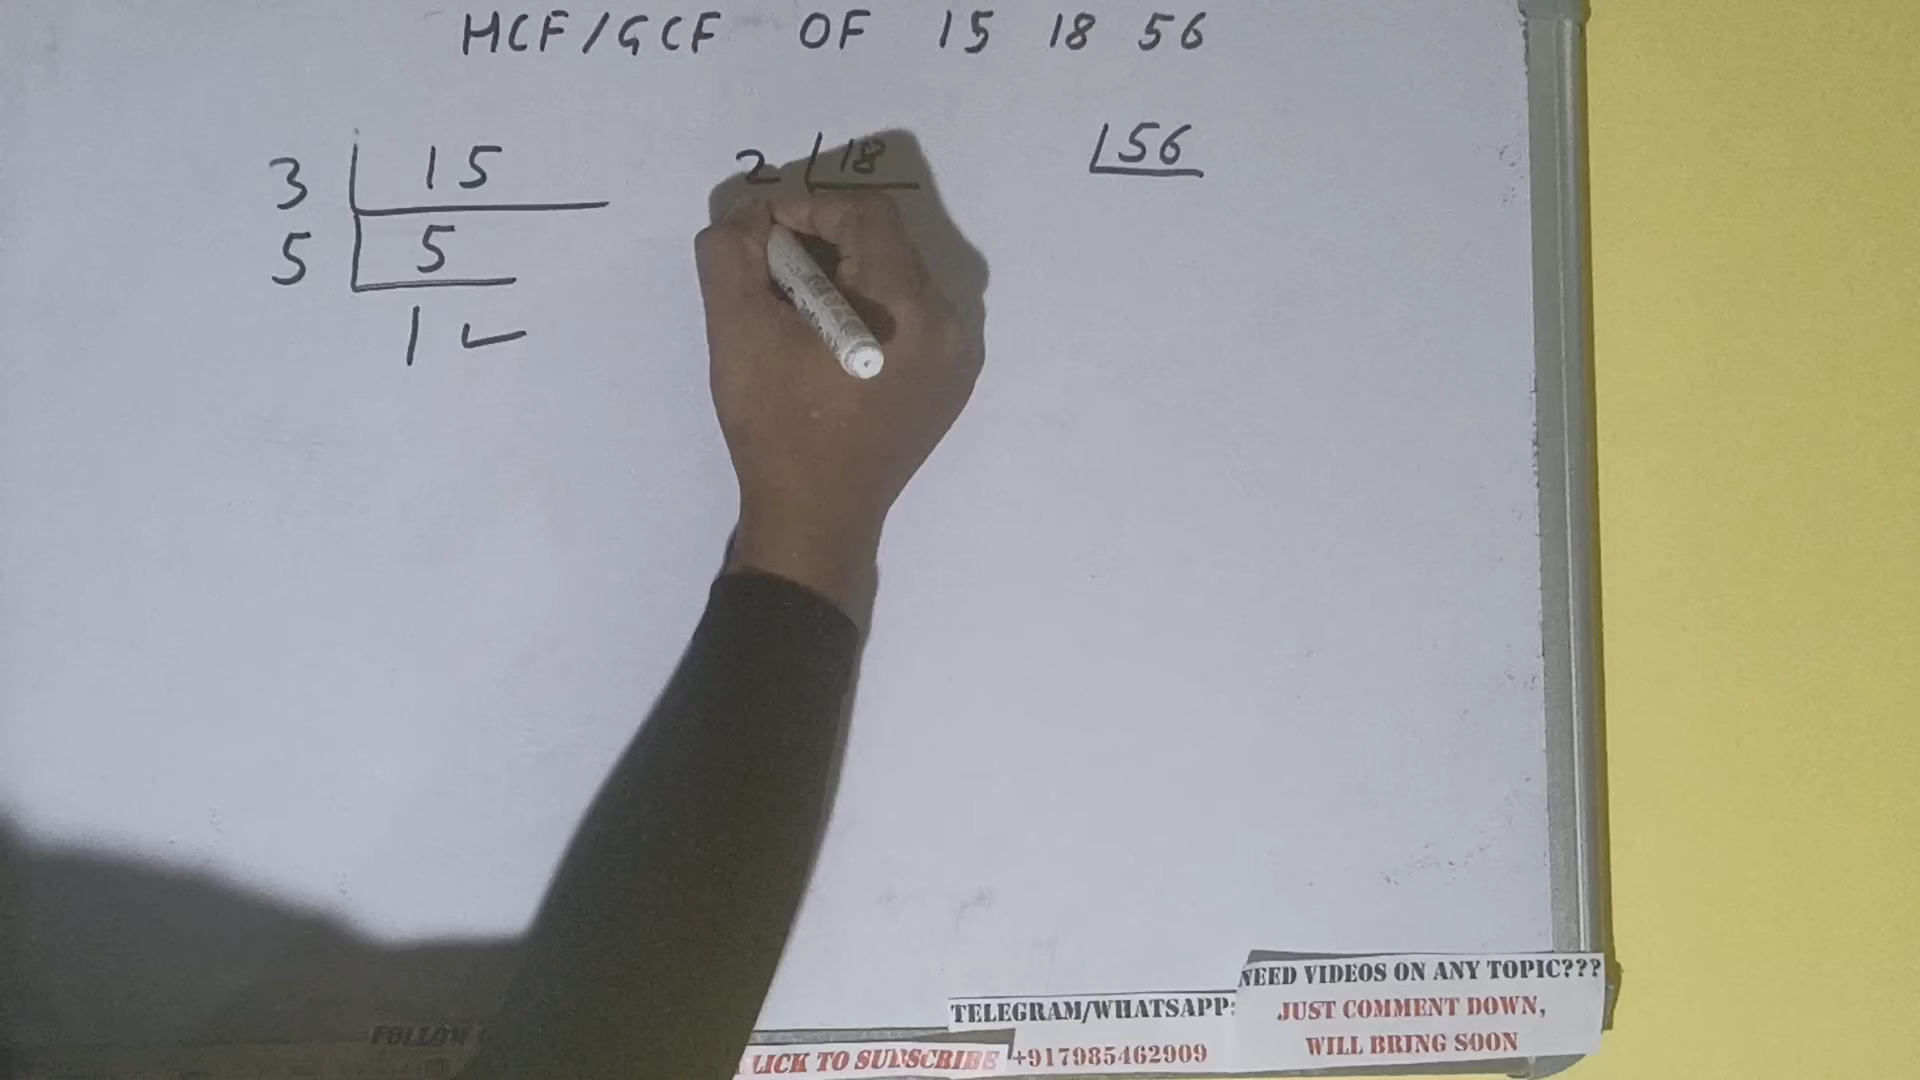 HCF/GCF OF 15 18 56
3 15
5 5
1
2 18
56
NEED VIDEOS ON ANY TOPIC???
JUST COMMENT DOWN,
WILL BRING SOON
TELEGRAM/WHATSAPP:
+917985462909
LICK TO SUBSCRIBE
FOLLOW